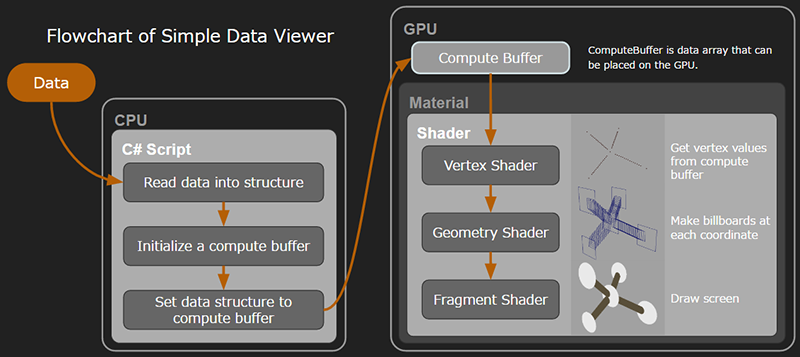 Flowchart of Simple Data Viewer
Data
CPU
C# Script
Read data into structure
Initialize a compute buffer
Set data structure to
compute buffer
GPU
Compute Buffer
ComputeBuffer is data array that can
be placed on the GPU.
Material
Shader
Vertex Shader
Get vertex values
from compute
buffer
Geometry Shader
Make billboards at
each coordinate
Fragment Shader
Draw screen